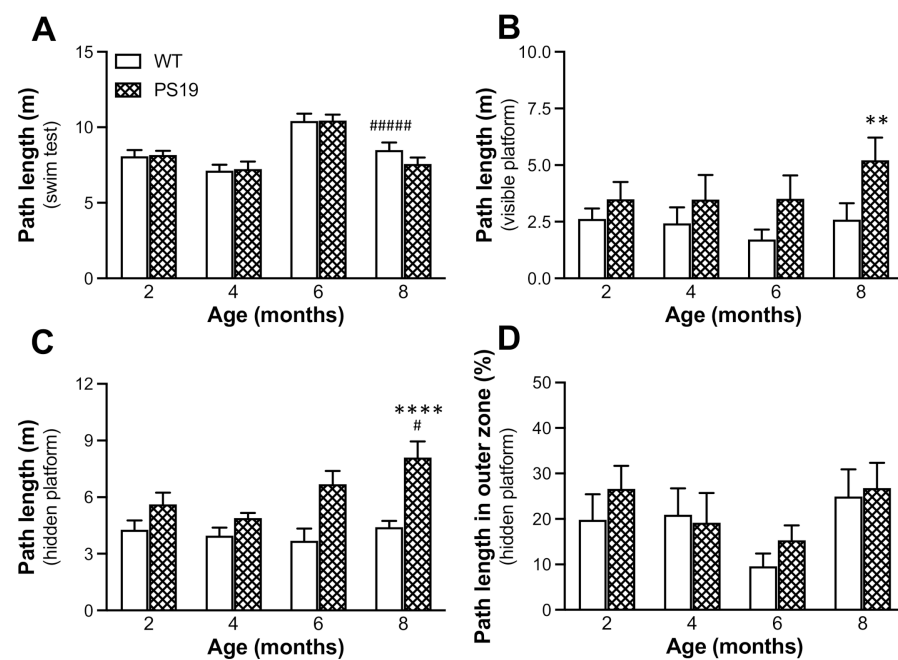 A
Path length (m)
(swim test)
15
10
5
0
WT
PS19
#####
2 4 6 8
Age (months)
B
Path length (m)
(visible platform)
10.0
7.5
5.0
2.5
0.0
**
2 4 6 8
Age (months)
C
Path length (m)
(hidden platform)
12
9
6
3
0
****
#
2 4 6 8
Age (months)
D
Path length in outer zone (%)
(hidden platform)
50
40
30
20
10
0
2 4 6 8
Age (months)